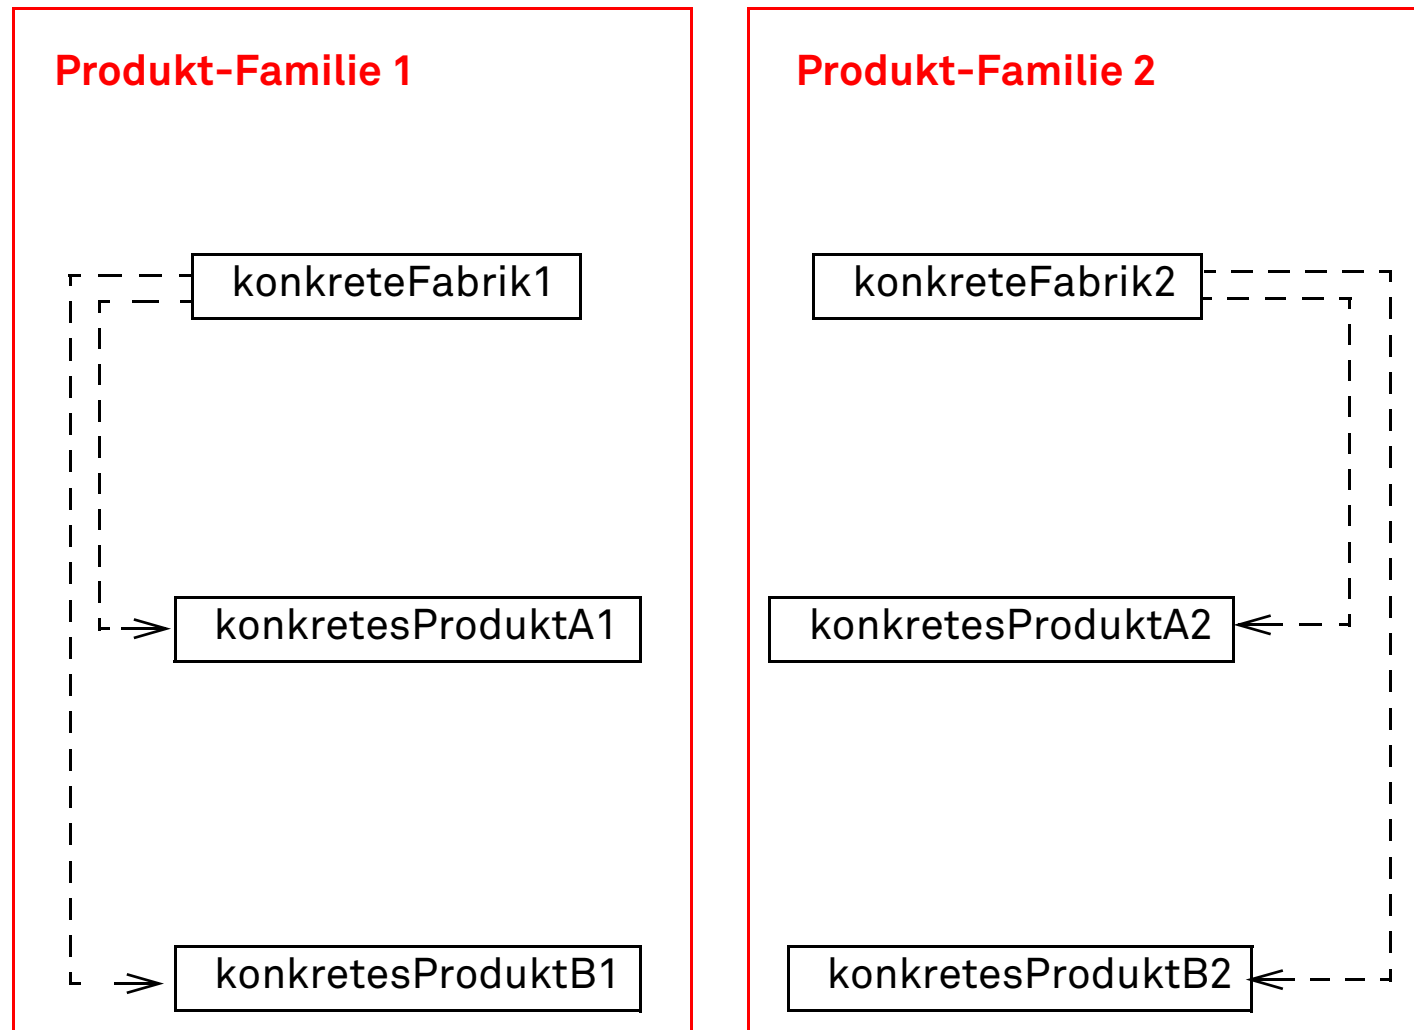 Produkt-Familie 1
konkreteFabrik1
konkretesProduktA1
konkretesProduktB1
Produkt-Familie 2
konkreteFabrik2
konkretesProduktA2
konkretesProduktB2